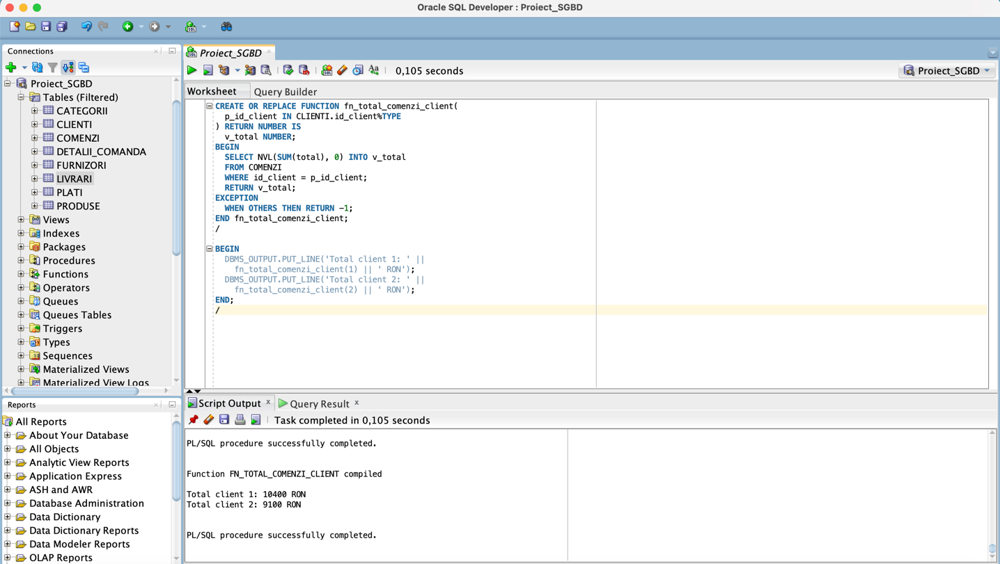 Oracle SQL Developer : Proiect_SGBD
Connections
Proiect_SGBD
Tables (Filtered)
CATEGORII
CLIENTI
COMENZI
DETALII_COMANDA
FURNIZORI
LIVRARI
PLATI
PRODUSE
Views
Indexes
Packages
Procedures
Functions
Operators
Queues
Queues Tables
Triggers
Types
Sequences
Materialized Views
Materialized View Logs
Reports
All Reports
About Your Database
All Objects
Analytic View Reports
Application Express
ASH and AWR
Database Administration
Data Dictionary
Data Dictionary Reports
Data Modeler Reports
OLAP Reports
Proiect_SGBD
0,105 seconds
Proiect_SGBD
Worksheet Query Builder
CREATE OR REPLACE FUNCTION fn_total_comenzi_client(
  p_id_client IN CLIENTI.id_client%TYPE
) RETURN NUMBER IS
  v_total NUMBER;
BEGIN
  SELECT NVL(SUM(total), 0) INTO v_total
  FROM COMENZI
  WHERE id_client = p_id_client;
  RETURN v_total;
EXCEPTION
  WHEN OTHERS THEN RETURN -1;
END fn_total_comenzi_client;
/
BEGIN
  DBMS_OUTPUT.PUT_LINE('Total client 1: ' ||
    fn_total_comenzi_client(1) || ' RON');
  DBMS_OUTPUT.PUT_LINE('Total client 2: ' ||
    fn_total_comenzi_client(2) || ' RON');
END;
/
Script Output Query Result
Task completed in 0,105 seconds
PL/SQL procedure successfully completed.
Function FN_TOTAL_COMENZI_CLIENT compiled
Total client 1: 10400 RON
Total client 2: 9100 RON
PL/SQL procedure successfully completed.